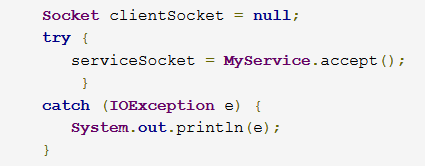 Socket clientSocket = null;
try {
serviceSocket = MyService.accept();
}
catch (IOException e) {
System.out.println(e);
}